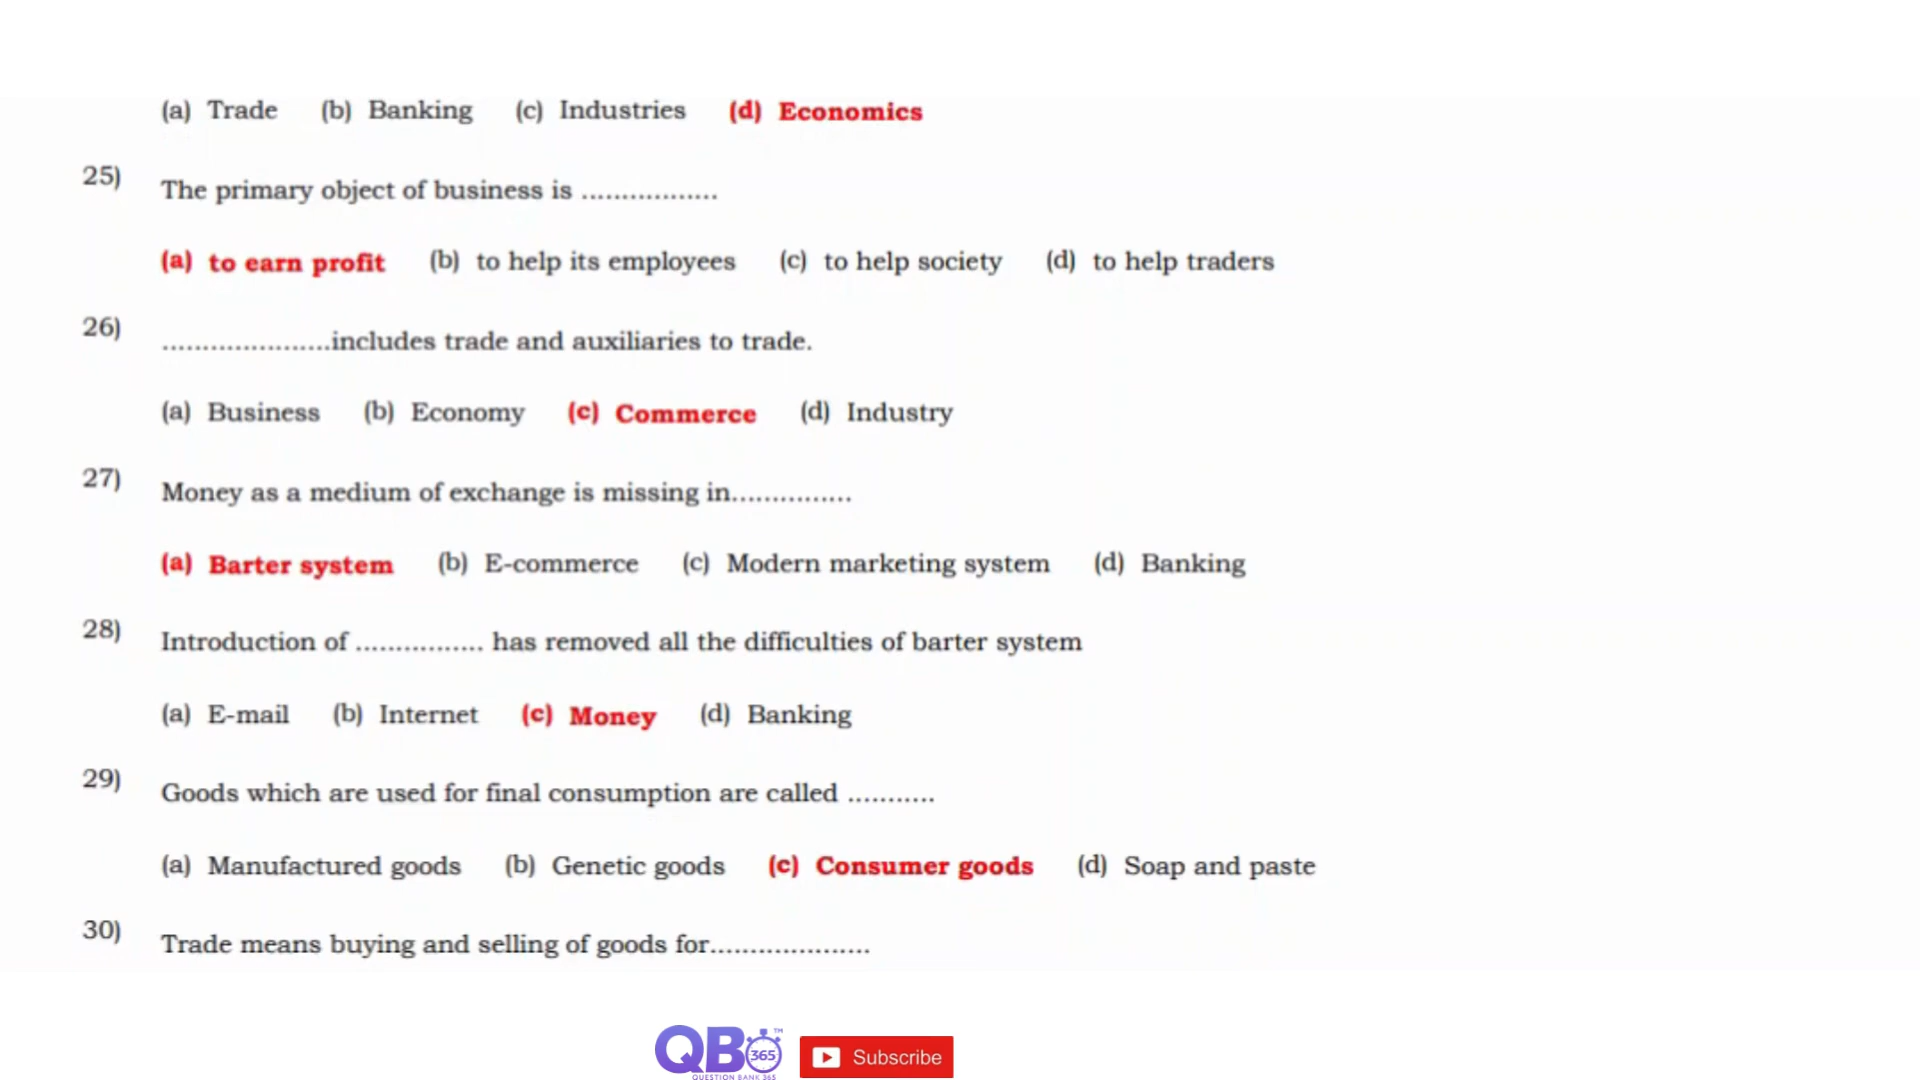 (a) Trade (b) Banking (c) Industries (d) Economics
25) The primary object of business is .................
(a) to earn profit (b) to help its employees (c) to help society (d) to help traders
26) .....................includes trade and auxiliaries to trade.
(a) Business (b) Economy (c) Commerce (d) Industry
27) Money as a medium of exchange is missing in...............
(a) Barter system (b) E-commerce (c) Modern marketing system (d) Banking
28) Introduction of ................ has removed all the difficulties of barter system
(a) E-mail (b) Internet (c) Money (d) Banking
29) Goods which are used for final consumption are called ...........
(a) Manufactured goods (b) Genetic goods (c) Consumer goods (d) Soap and paste
30) Trade means buying and selling of goods for....................
QB 365 TM
QUESTION BANK 365
Subscribe